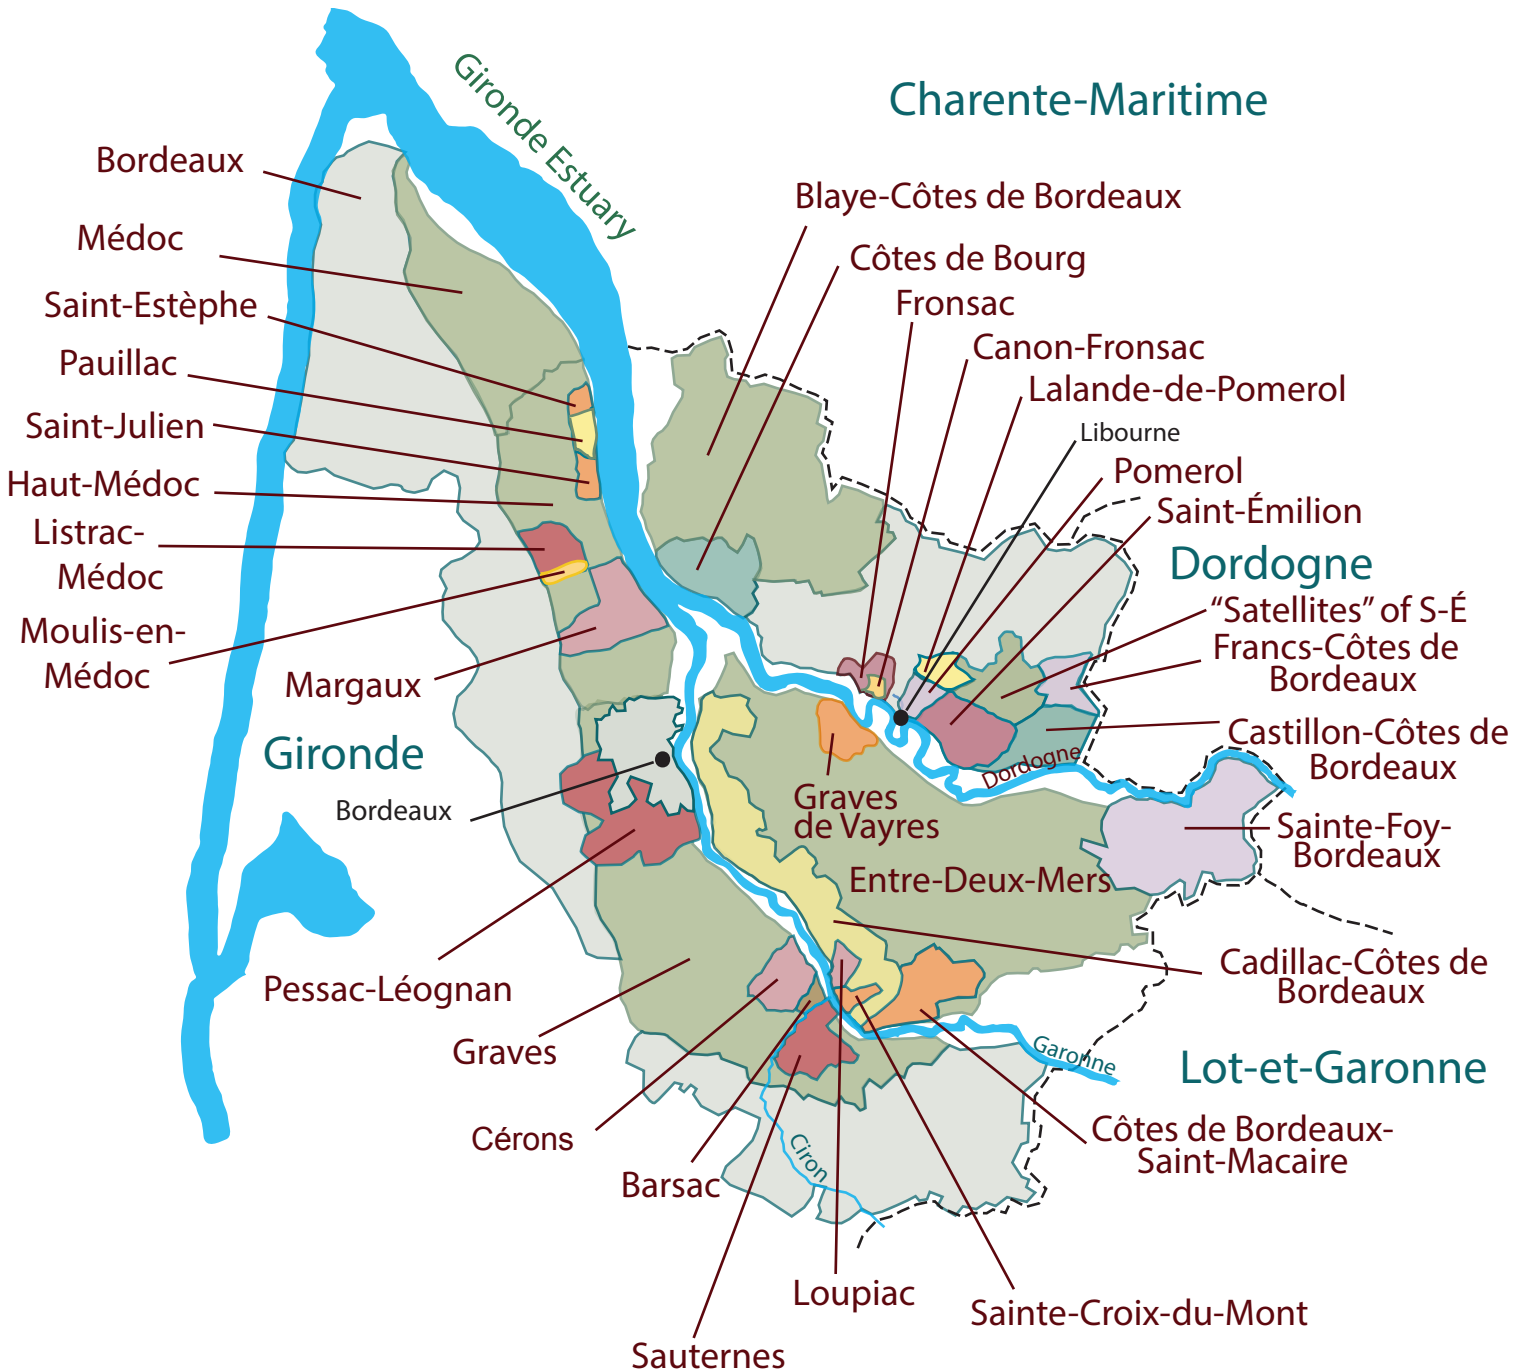 Charente-Maritime
Gironde Estuary
Bordeaux
Médoc
Saint-Estèphe
Pauillac
Saint-Julien
Haut-Médoc
Listrac-
Médoc
Moulis-en-
Médoc
Margaux
Gironde
Bordeaux
Pessac-Léognan
Graves
Cérons
Barsac
Sauternes
Blaye-Côtes de Bordeaux
Côtes de Bourg
Fronsac
Canon-Fronsac
Lalande-de-Pomerol
Libourne
Pomerol
Saint-Émilion
Dordogne
“Satellites” of S-É
Francs-Côtes de
Bordeaux
Castillon-Côtes de
Bordeaux
Dordogne
Graves
de Vayres
Sainte-Foy-
Bordeaux
Entre-Deux-Mers
Cadillac-Côtes de
Bordeaux
Garonne
Lot-et-Garonne
Côtes de Bordeaux-
Saint-Macaire
Ciron
Loupiac
Sainte-Croix-du-Mont